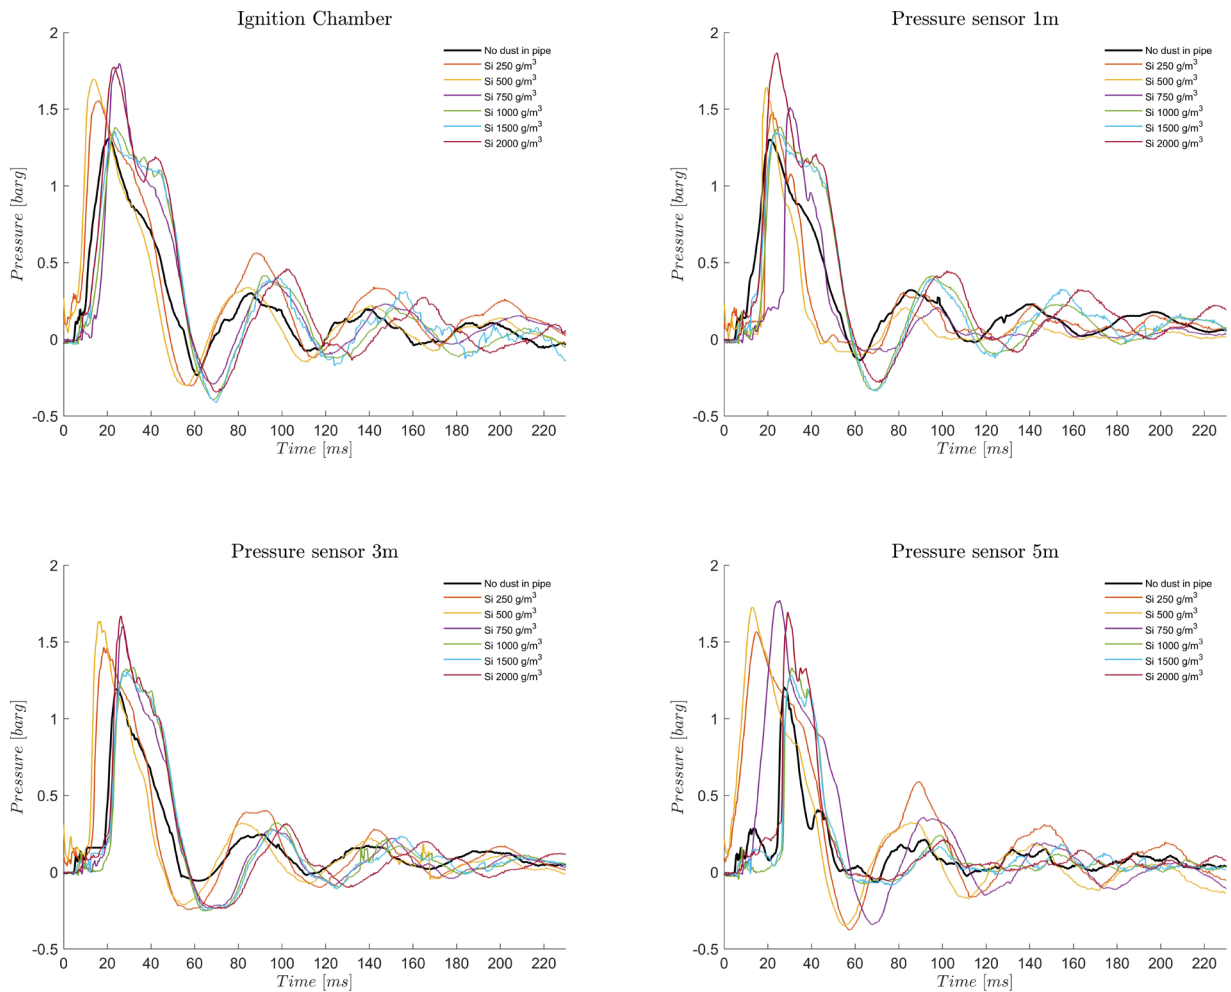 Ignition Chamber
2
1.5
1
0.5
0
-0.5
Pressure [barg]
0 20 40 60 80 100 120 140 160 180 200 220
Time [ms]
No dust in pipe
Si 250 g/m³
Si 500 g/m³
Si 750 g/m³
Si 1000 g/m³
Si 1500 g/m³
Si 2000 g/m³
Pressure sensor 1m
2
1.5
1
0.5
0
-0.5
Pressure [barg]
0 20 40 60 80 100 120 140 160 180 200 220
Time [ms]
No dust in pipe
Si 250 g/m³
Si 500 g/m³
Si 750 g/m³
Si 1000 g/m³
Si 1500 g/m³
Si 2000 g/m³
Pressure sensor 3m
2
1.5
1
0.5
0
-0.5
Pressure [barg]
0 20 40 60 80 100 120 140 160 180 200 220
Time [ms]
No dust in pipe
Si 250 g/m³
Si 500 g/m³
Si 750 g/m³
Si 1000 g/m³
Si 1500 g/m³
Si 2000 g/m³
Pressure sensor 5m
2
1.5
1
0.5
0
-0.5
Pressure [barg]
0 20 40 60 80 100 120 140 160 180 200 220
Time [ms]
No dust in pipe
Si 250 g/m³
Si 500 g/m³
Si 750 g/m³
Si 1000 g/m³
Si 1500 g/m³
Si 2000 g/m³